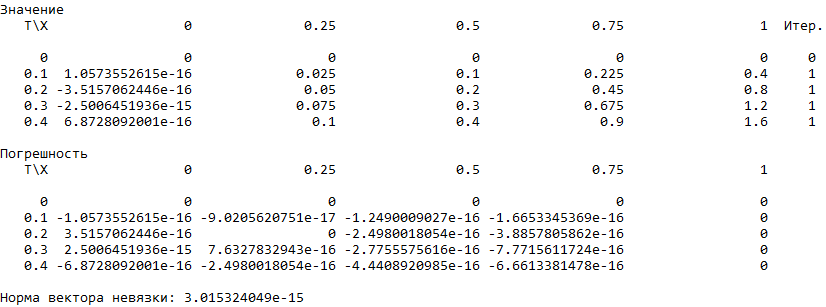 Значение
T\X 0 0.25 0.5 0.75 1 Итер.
0 0 0 0 0 0 0
0.1 1.0573552615e-16 0.025 0.1 0.225 0.4 1
0.2 -3.5157062446e-16 0.05 0.2 0.45 0.8 1
0.3 -2.5006451936e-15 0.075 0.3 0.675 1.2 1
0.4 6.8728092001e-16 0.1 0.4 0.9 1.6 1
Погрешность
T\X 0 0.25 0.5 0.75 1
0 0 0 0 0 0
0.1 -1.0573552615e-16 -9.0205620751e-17 -1.2490009027e-16 -1.6653345369e-16 0
0.2 3.5157062446e-16 0 -2.4980018054e-16 -3.8857805862e-16 0
0.3 2.5006451936e-15 7.6327832943e-16 -2.7755575616e-16 -7.7715611724e-16 0
0.4 -6.8728092001e-16 -2.4980018054e-16 -4.4408920985e-16 -6.6613381478e-16 0
Норма вектора невязки: 3.015324049e-15